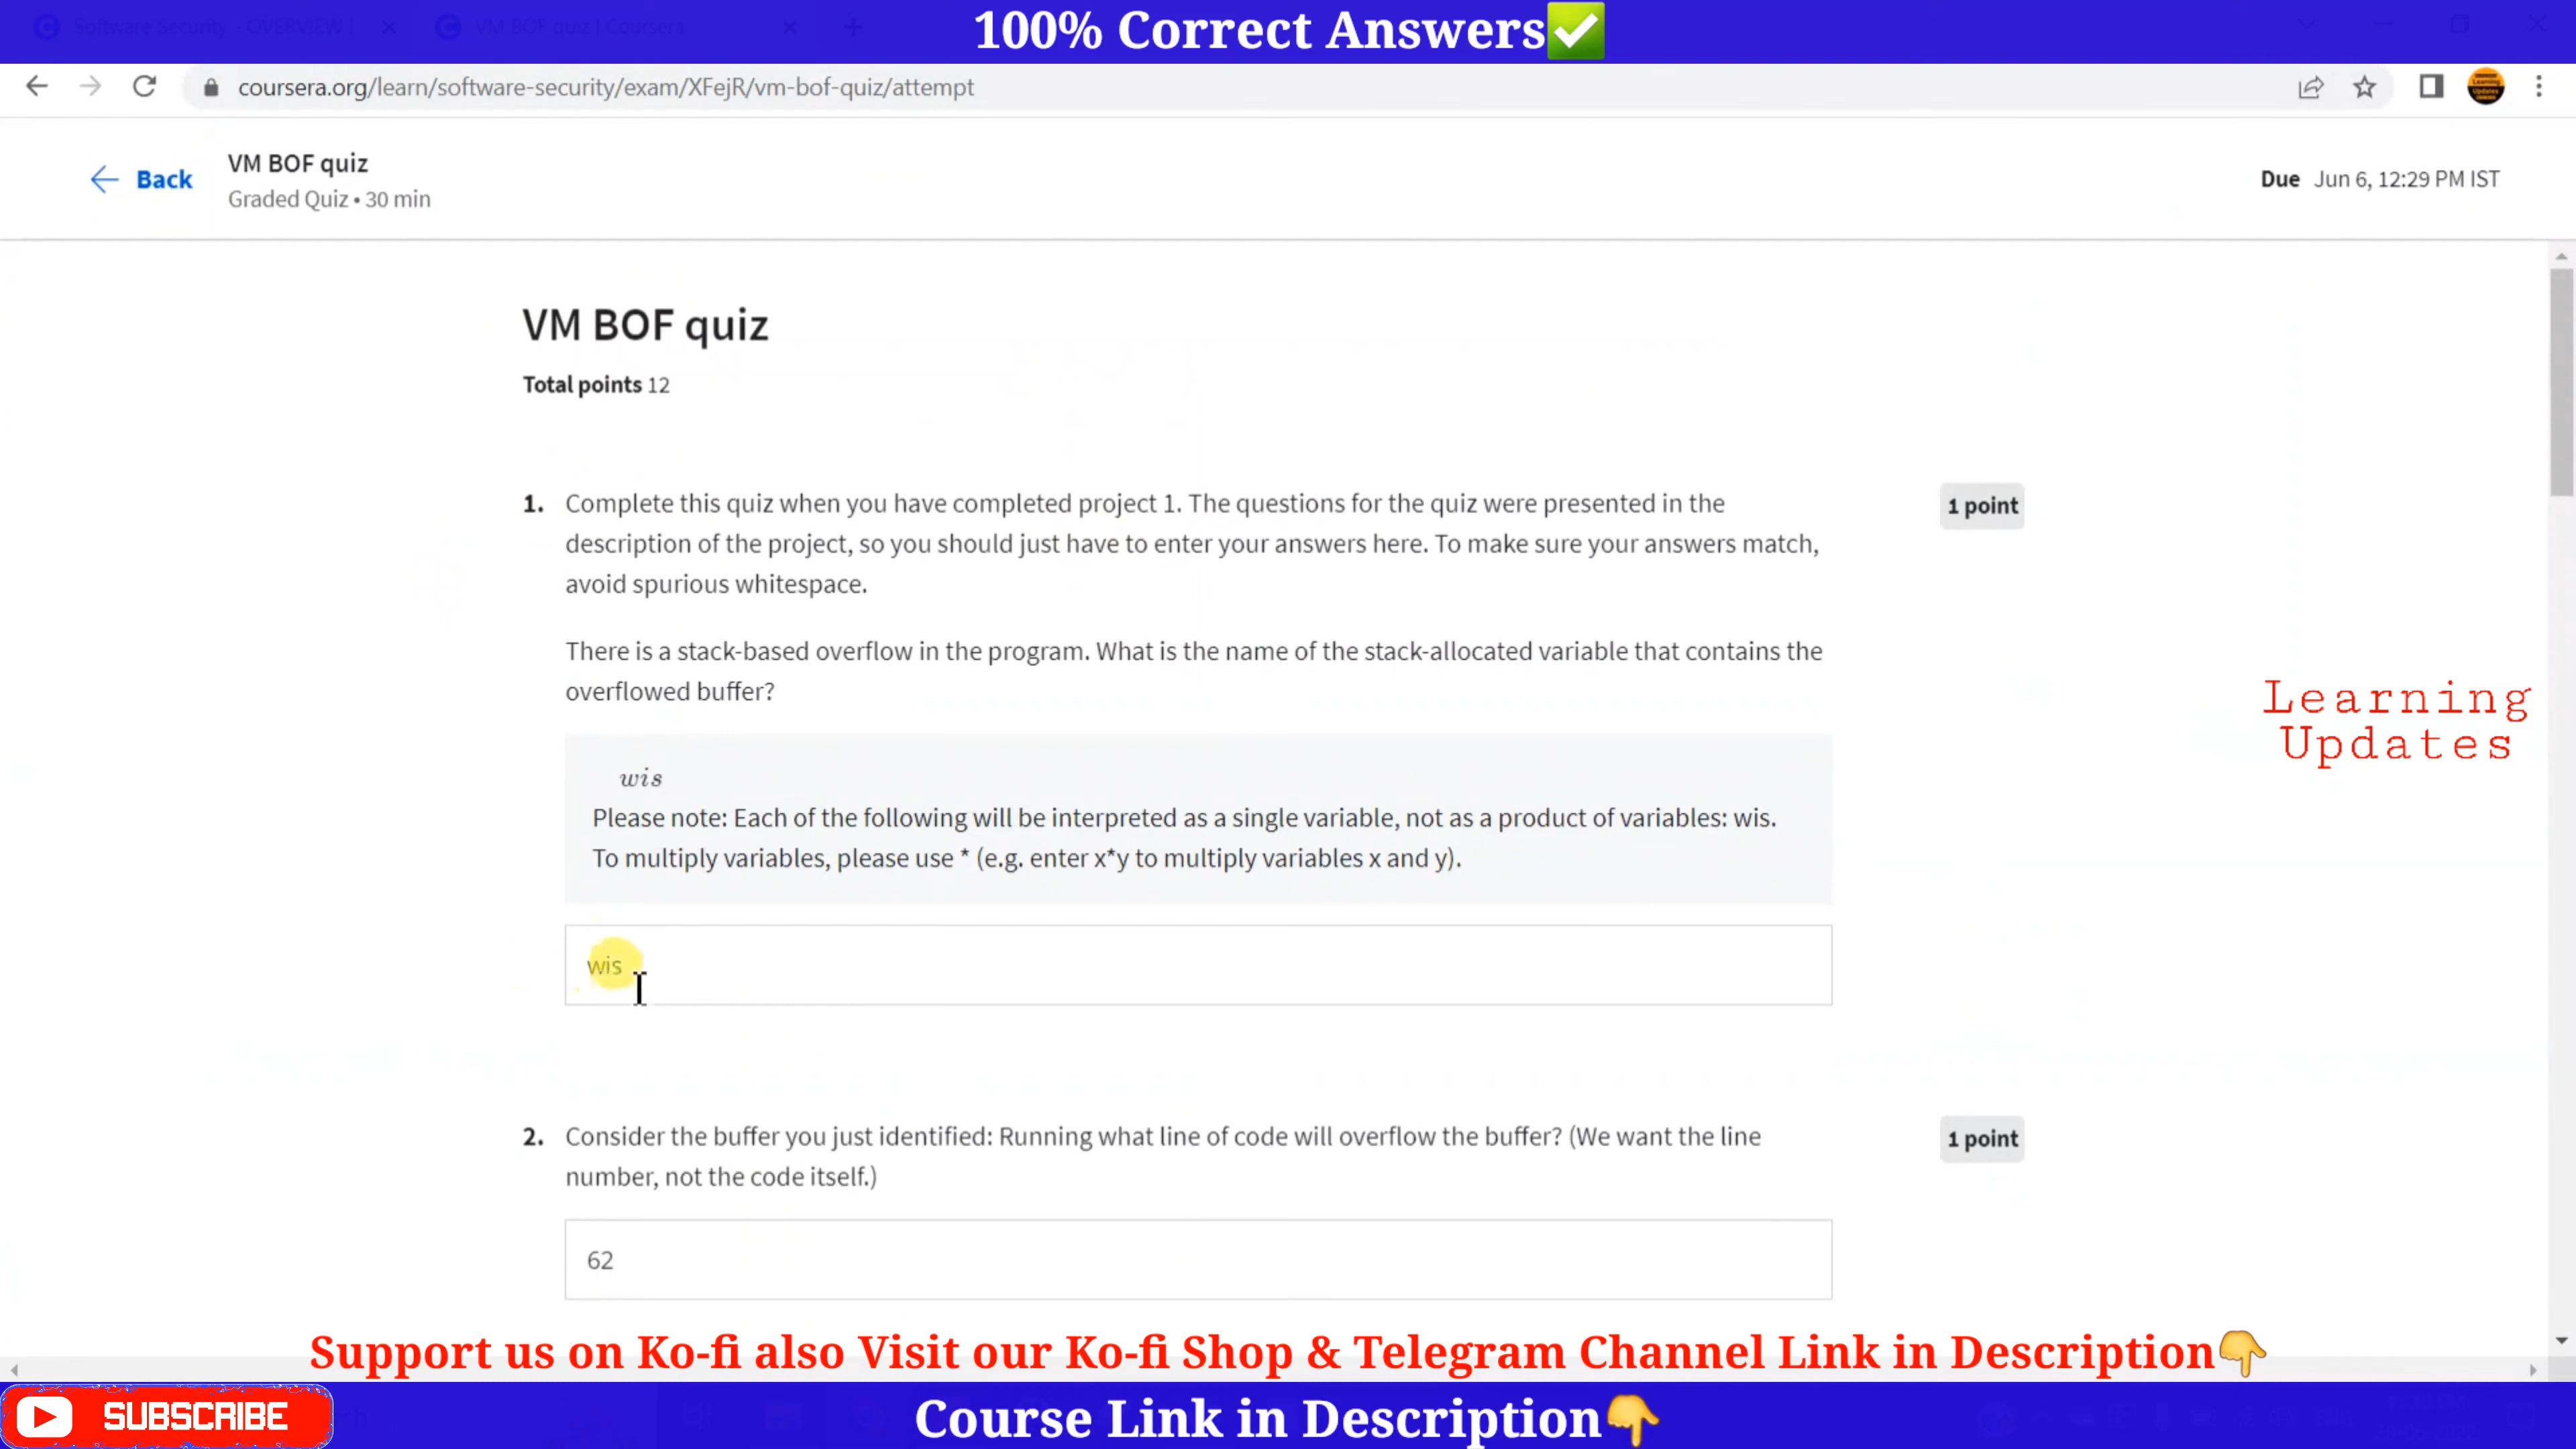 Software Security - OVERVIEW |
VM BOF quiz | Coursera
100% Correct Answers✅
coursera.org/learn/software-security/exam/XFejR/vm-bof-quiz/attempt
Back
VM BOF quiz
Graded Quiz • 30 min
Due Jun 6, 12:29 PM IST
VM BOF quiz
Total points 12
1. Complete this quiz when you have completed project 1. The questions for the quiz were presented in the
description of the project, so you should just have to enter your answers here. To make sure your answers match,
avoid spurious whitespace.
1 point
There is a stack-based overflow in the program. What is the name of the stack-allocated variable that contains the
overflowed buffer?
wis
Please note: Each of the following will be interpreted as a single variable, not as a product of variables: wis.
To multiply variables, please use * (e.g. enter x*y to multiply variables x and y).
wis
Learning
Updates
2. Consider the buffer you just identified: Running what line of code will overflow the buffer? (We want the line
number, not the code itself.)
1 point
62
Support us on Ko-fi also Visit our Ko-fi Shop & Telegram Channel Link in Description👇
SUBSCRIBE
Course Link in Description👇